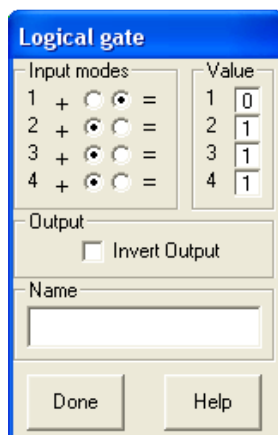 Logical gate
Input modes Value
1 + = 1 0
2 + = 2 1
3 + = 3 1
4 + = 4 1
Output
Invert Output
Name
Done Help